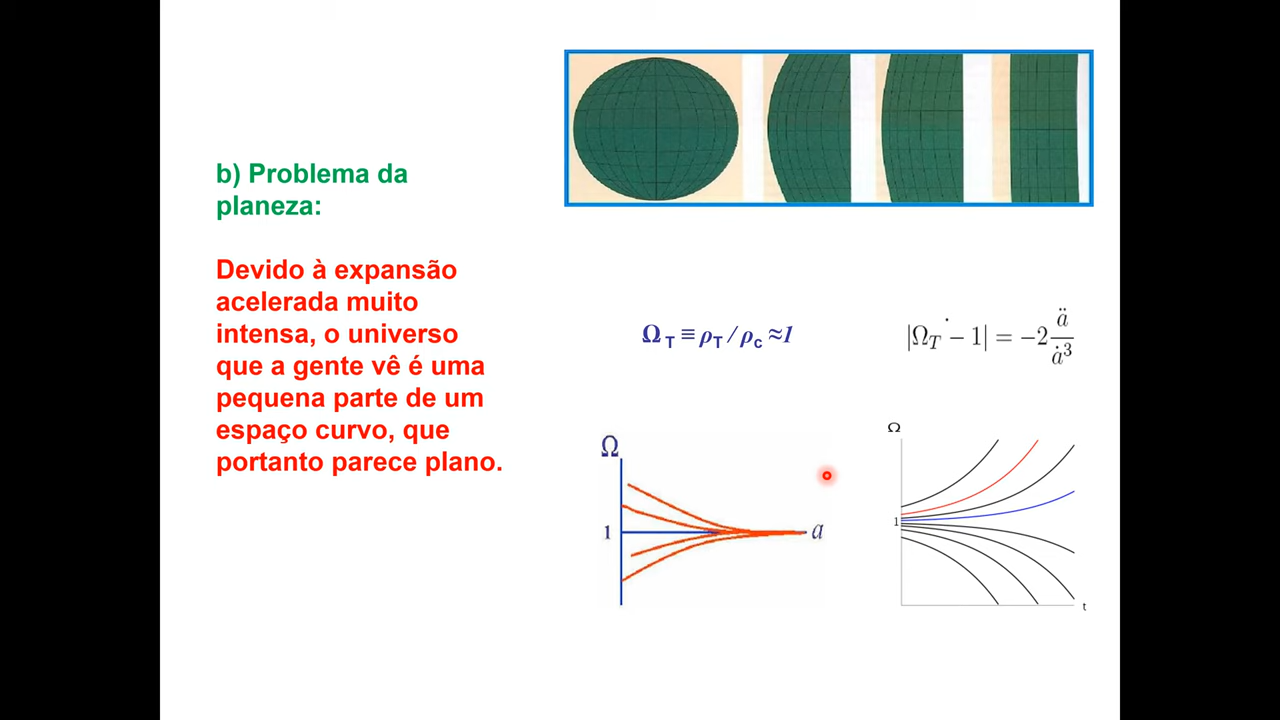 b) Problema da
planeza:
Devido à expansão
acelerada muito
intensa, o universo
que a gente vê é uma
pequena parte de um
espaço curvo, que
portanto parece plano.
Ω_T ≡ ρ_T / ρ_c ≈ 1
|Ω_T ∸ 1| = −2 ä / ȧ³
Ω
1
a
Ω
1
t